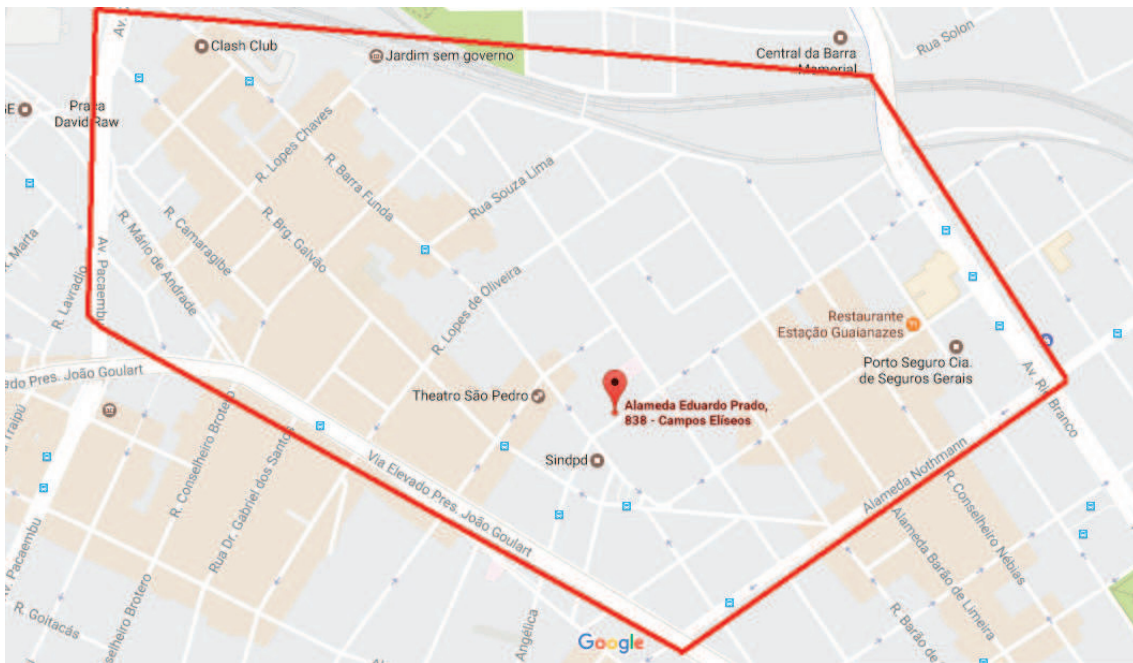 Av.
Clash Club
Jardim sem governo
Central da Barra
Memorial
Rua Solon
Praça
David Raw
R. Lopes Chaves
R. Barra Funda
Rua Souza Lima
R. Marta
R. Lavradio
Av. Pacaembu
R. Mário de Andrade
R. Camaragibe
R. Brg. Galvão
R. Lopes de Oliveira
Restaurante
Estação Guaianazes
Porto Seguro Cia.
de Seguros Gerais
Av. Rio Branco
edo Pres. João Goulart
Theatro São Pedro
Alameda Eduardo Prado,
838 - Campos Elíseos
Sindpd
Traipú
R. Conselheiro Brotero
Rua Dr. Gabriel dos Santos
Via Elevado Pres. João Goulart
Alameda Nothmann
R. Conselheiro Nébias
Alameda Barão de Limeira
R. Barão de
Av. Pacaembu
R. Goitacás
Conselheiro Brotero
Angélica
Google